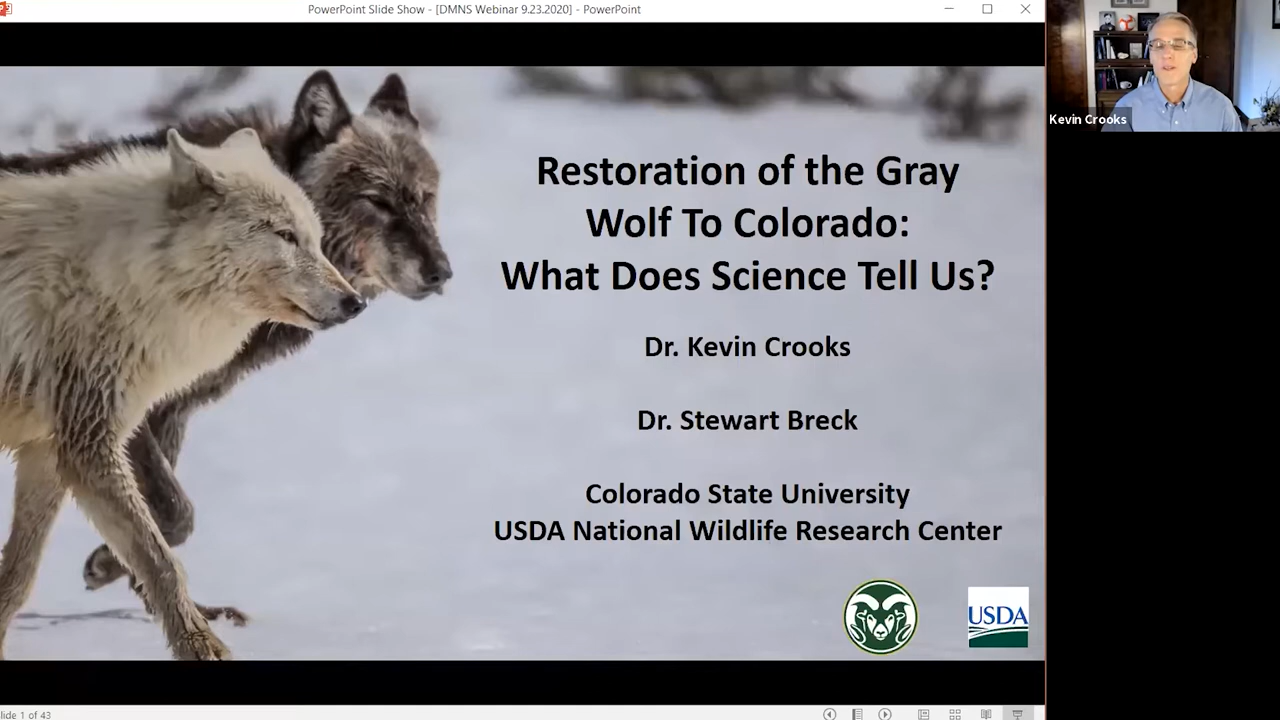 PowerPoint Slide Show - [DMNS Webinar 9.23.2020] - PowerPoint
Kevin Crooks
Restoration of the Gray
Wolf To Colorado:
What Does Science Tell Us?
Dr. Kevin Crooks
Dr. Stewart Breck
Colorado State University
USDA National Wildlife Research Center
USDA
lide 1 of 43